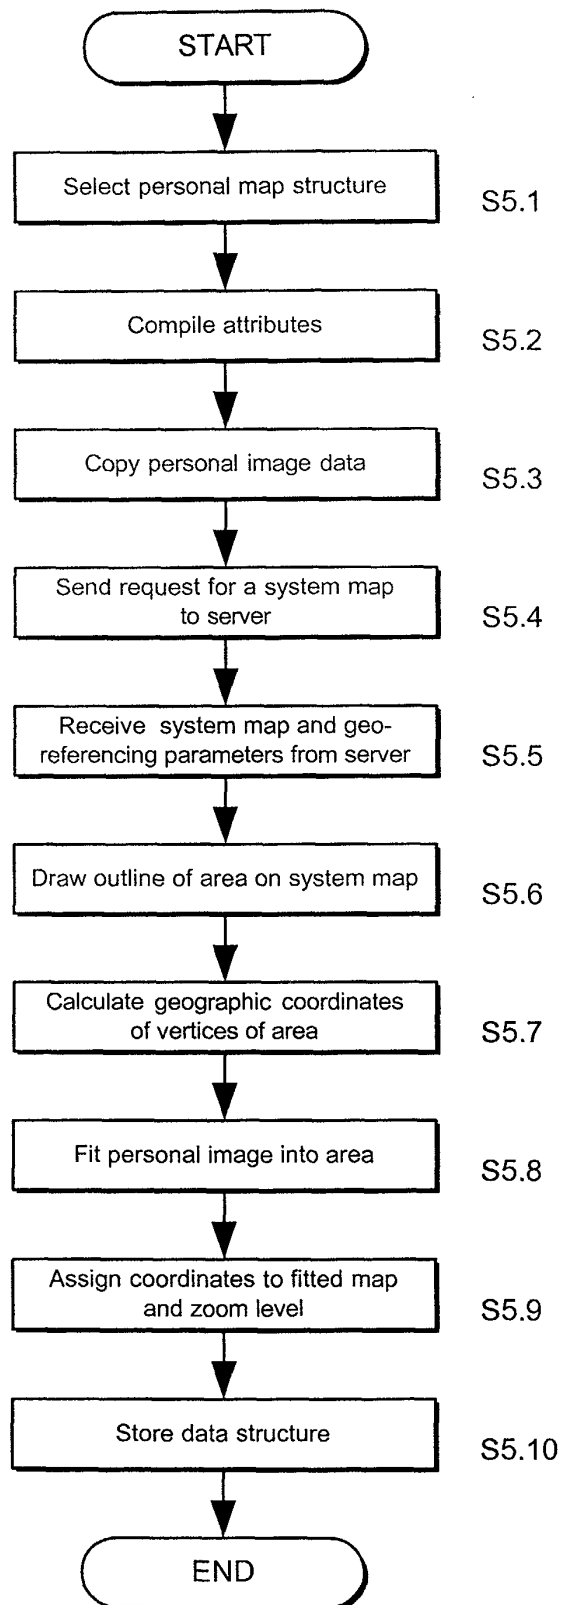 START
Select personal map structure
S5.1
Compile attributes
S5.2
Copy personal image data
S5.3
Send request for a system map
to server
S5.4
Receive system map and geo-
referencing parameters from server
S5.5
Draw outline of area on system map
S5.6
Calculate geographic coordinates
of vertices of area
S5.7
Fit personal image into area
S5.8
Assign coordinates to fitted map
and zoom level
S5.9
Store data structure
S5.10
END